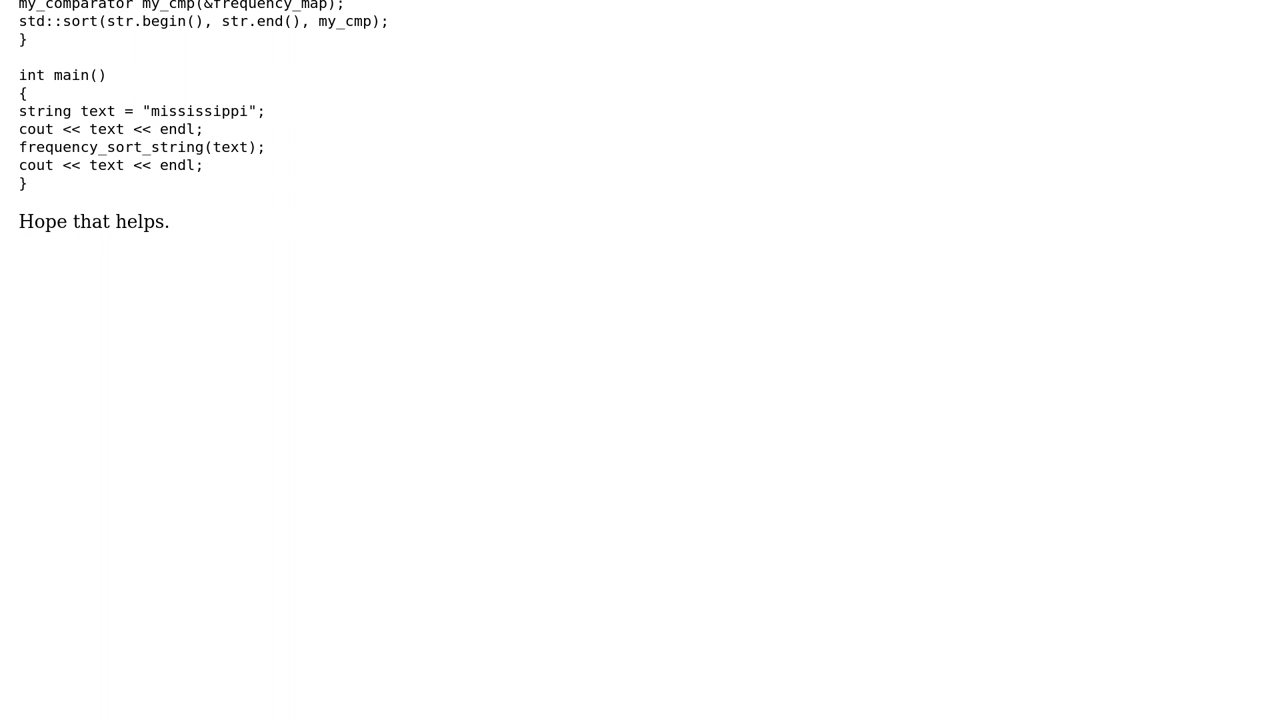 my_comparator my_cmp(&frequency_map);
std::sort(str.begin(), str.end(), my_cmp);
}
int main()
{
string text = "mississippi";
cout << text << endl;
frequency_sort_string(text);
cout << text << endl;
}
Hope that helps.